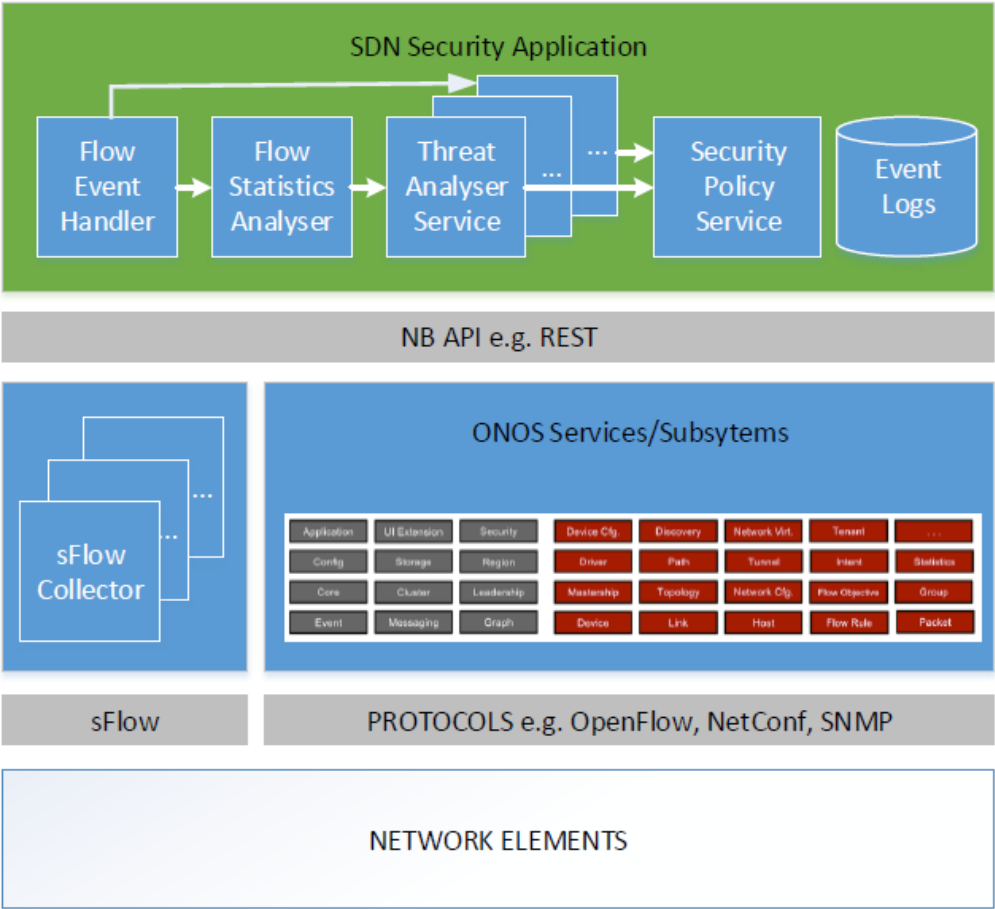 SDN Security Application
Flow
Event
Handler
Flow
Statistics
Analyser
Threat
Analyser
Service
...
...
Security
Policy
Service
Event
Logs
NB API e.g. REST
sFlow
Collector
...
...
ONOS Services/Subsytems
Application UI Extension Security Device Cfg. Discovery Network Virt. Tenant ...
Config Storage Region Driver Path Tunnel Intent Statistics
Core Cluster Leadership Mastership Topology Network Cfg. Flow Objective Group
Event Messaging Graph Device Link Host Flow Rule Packet
sFlow
PROTOCOLS e.g. OpenFlow, NetConf, SNMP
NETWORK ELEMENTS